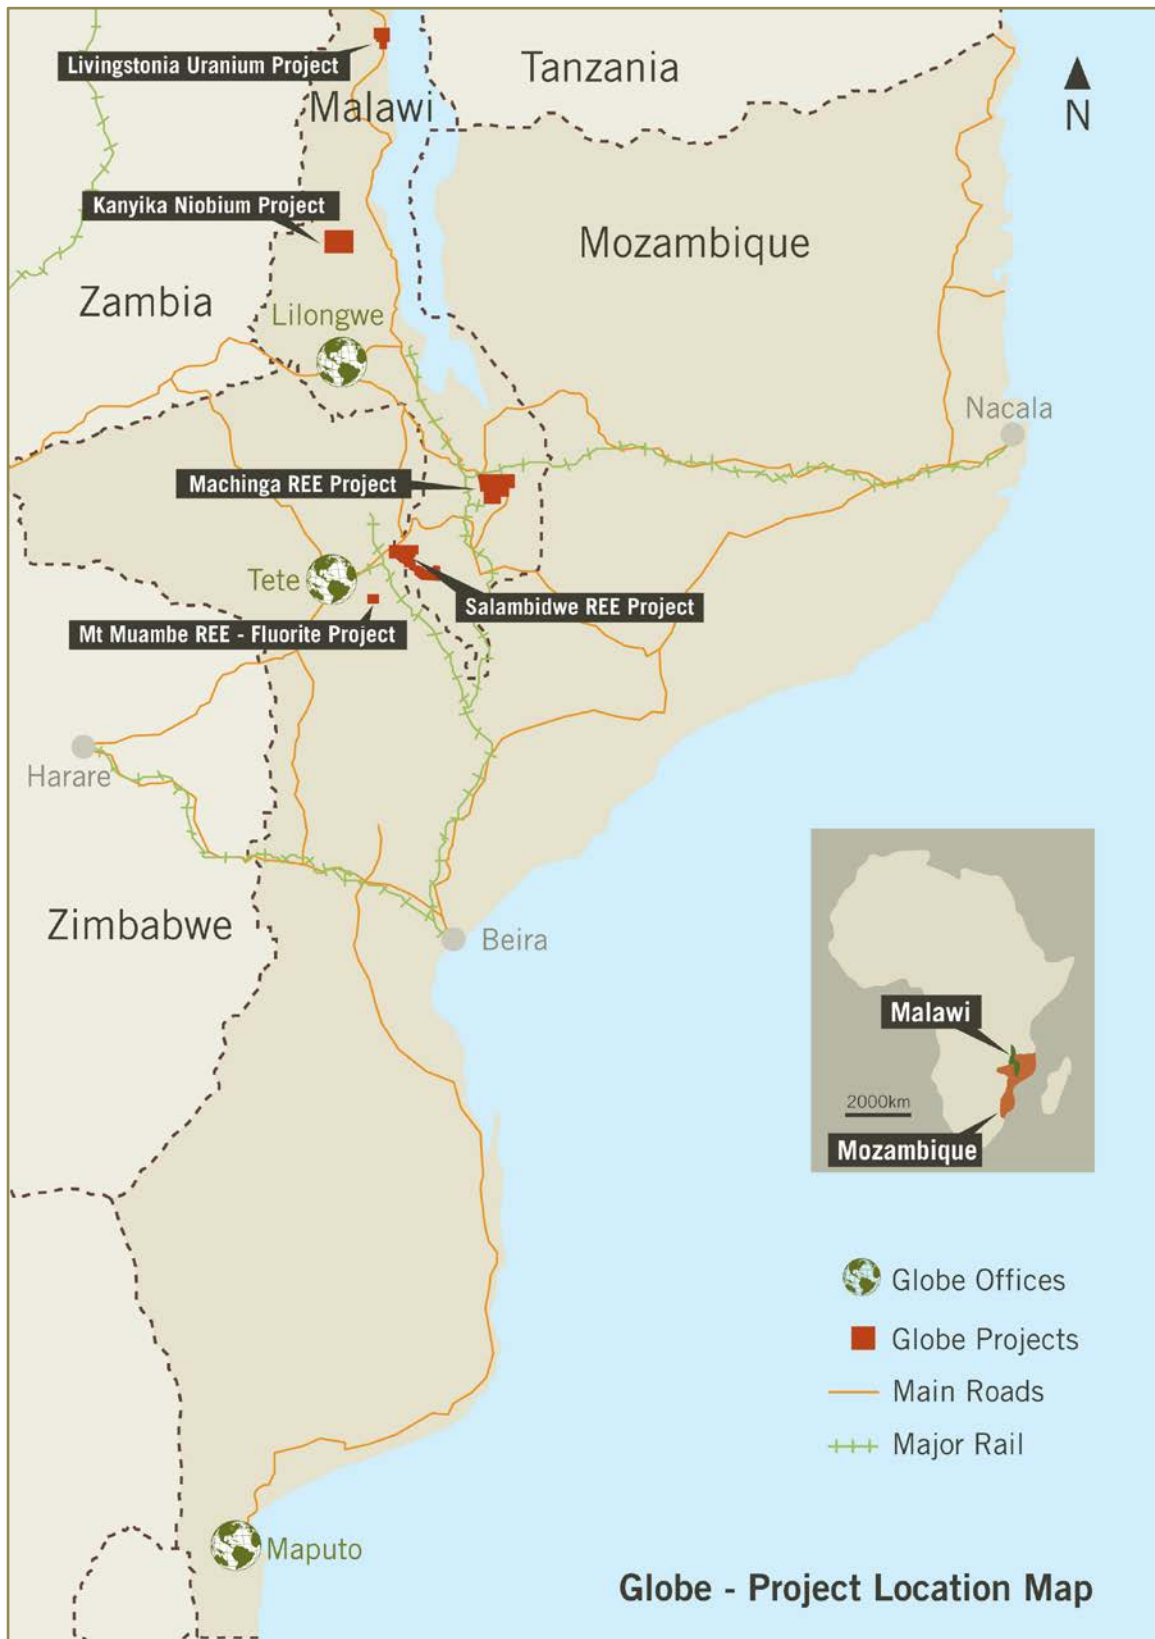 Livingstonia Uranium Project
Tanzania
Malawi
N
Kanyika Niobium Project
Mozambique
Zambia
Lilongwe
Nacala
Machinga REE Project
Tete
Salambidwe REE Project
Mt Muambe REE - Fluorite Project
Harare
Zimbabwe
Beira
Malawi
2000km
Mozambique
Globe Offices
Globe Projects
Main Roads
Major Rail
Maputo
Globe - Project Location Map